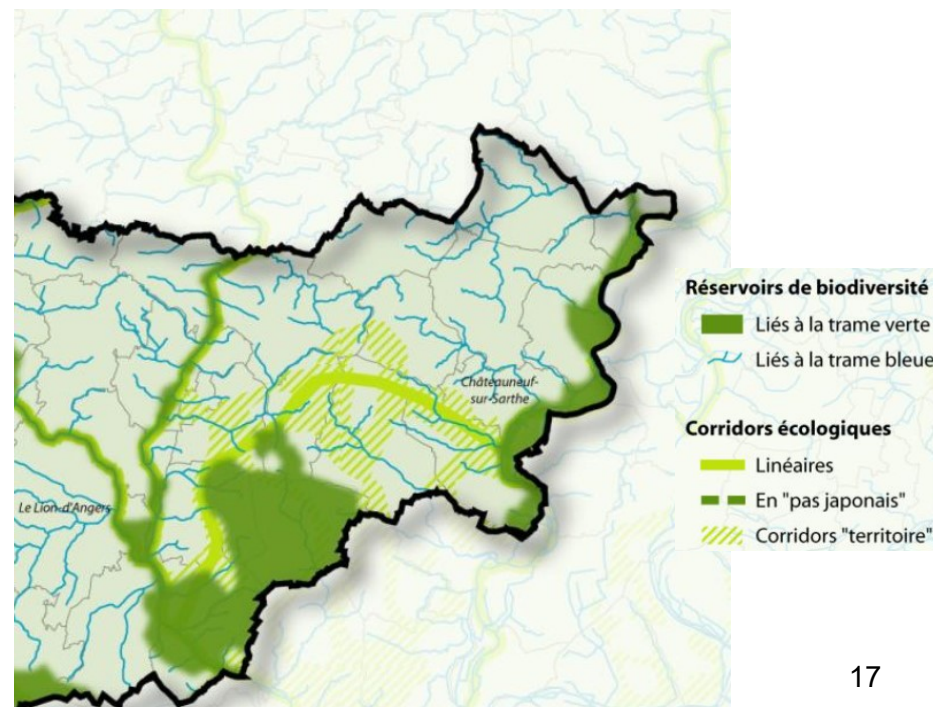 Châteauneuf-
sur-Sarthe
Le Lion-d'Angers
Réservoirs de biodiversité
Liés à la trame verte
Liés à la trame bleue
Corridors écologiques
Linéaires
En "pas japonais"
Corridors "territoire"
17